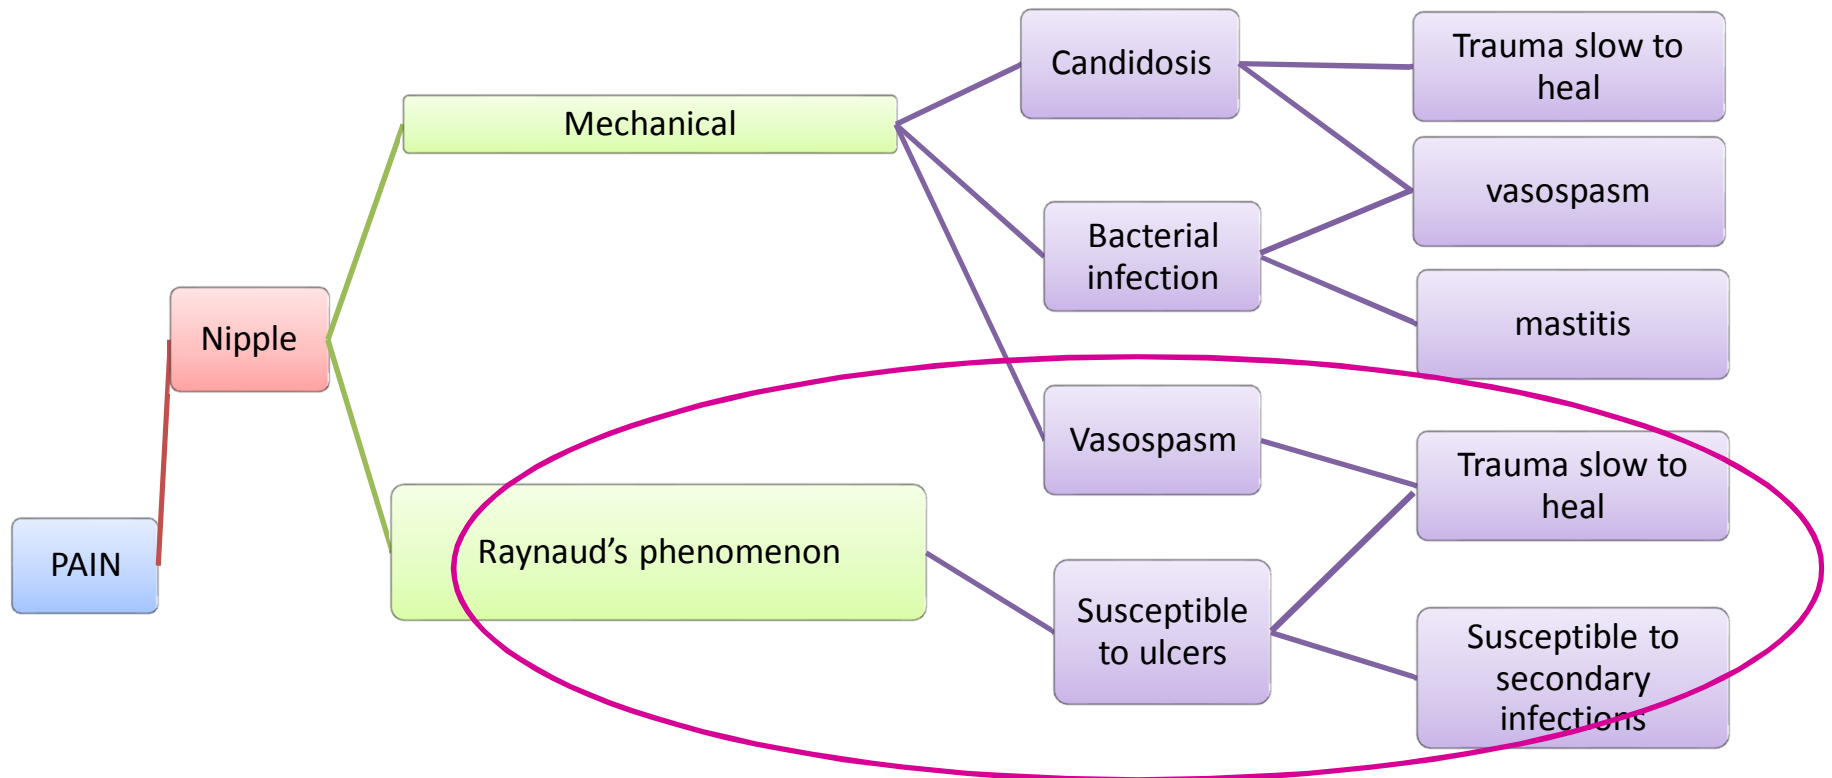 PAIN
Nipple
Mechanical
Raynaud’s phenomenon
Candidosis
Bacterial
infection
Vasospasm
Susceptible
to ulcers
Trauma slow to
heal
vasospasm
mastitis
Trauma slow to
heal
Susceptible to
secondary
infections